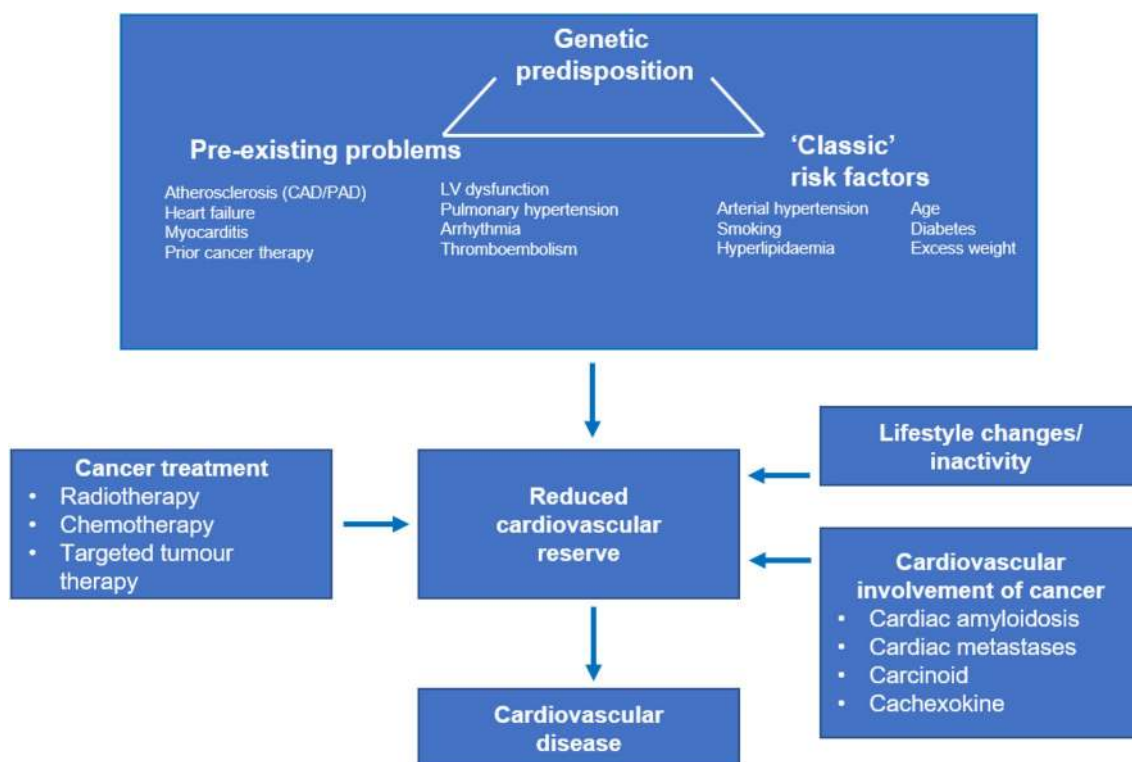 Genetic
predisposition
Pre-existing problems
Atherosclerosis (CAD/PAD)
Heart failure
Myocarditis
Prior cancer therapy
LV dysfunction
Pulmonary hypertension
Arrhythmia
Thromboembolism
‘Classic’
risk factors
Arterial hypertension
Smoking
Hyperlipidaemia
Age
Diabetes
Excess weight
Cancer treatment
• Radiotherapy
• Chemotherapy
• Targeted tumour
therapy
Reduced
cardiovascular
reserve
Lifestyle changes/
inactivity
Cardiovascular
involvement of cancer
• Cardiac amyloidosis
• Cardiac metastases
• Carcinoid
• Cachexokine
Cardiovascular
disease